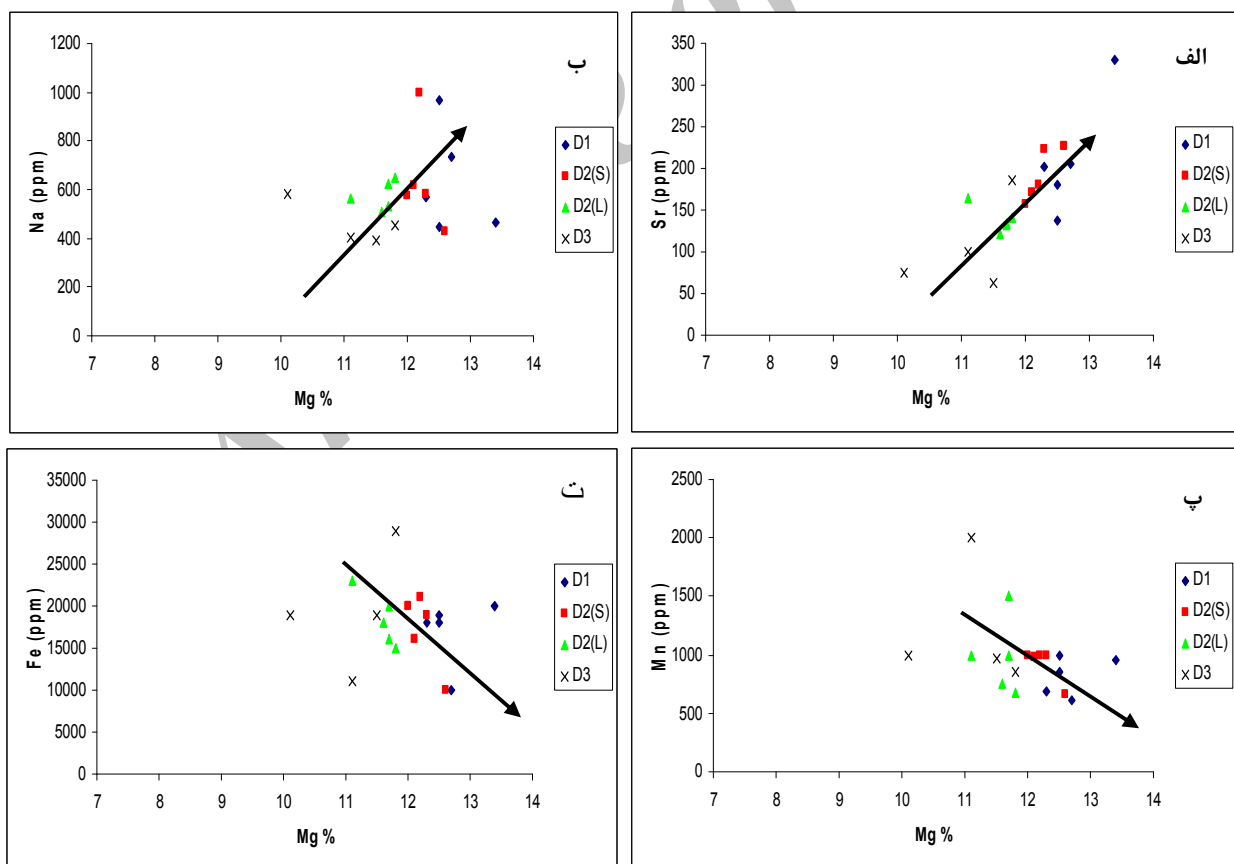 ب
1200
1000
800
600
400
200
0
Na (ppm)
7 8 9 10 11 12 13 14
Mg %
D1
D2(S)
D2(L)
D3
الف
350
300
250
200
150
100
50
0
Sr (ppm)
7 8 9 10 11 12 13 14
Mg %
D1
D2(S)
D2(L)
D3
ت
35000
30000
25000
20000
15000
10000
5000
0
Fe (ppm)
7 8 9 10 11 12 13 14
Mg %
D1
D2(S)
D2(L)
D3
پ
2500
2000
1500
1000
500
0
Mn (ppm)
7 8 9 10 11 12 13 14
Mg %
D1
D2(S)
D2(L)
D3